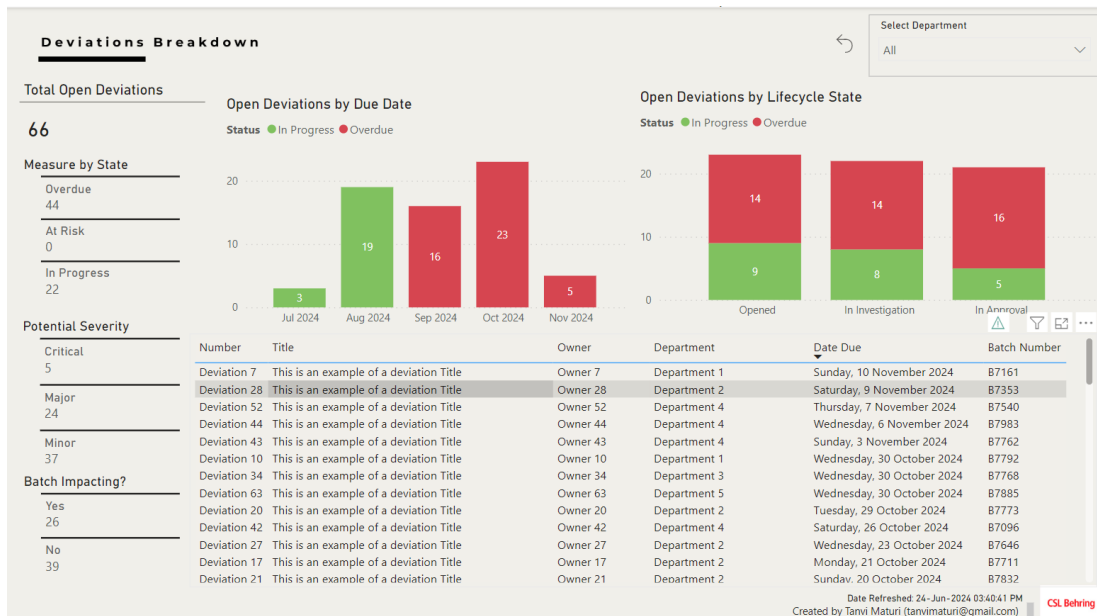 Deviations Breakdown
Select Department
All
Total Open Deviations
66
Measure by State
Overdue
44
At Risk
0
In Progress
22
Potential Severity
Critical
5
Major
24
Minor
37
Batch Impacting?
Yes
26
No
39
Open Deviations by Due Date
Status In Progress Overdue
20
10
0
3
19
16
23
5
Jul 2024 Aug 2024 Sep 2024 Oct 2024 Nov 2024
Open Deviations by Lifecycle State
Status In Progress Overdue
20
10
0
14
9
14
8
16
5
Opened In Investigation In Approval
Number Title Owner Department Date Due Batch Number
Deviation 7 This is an example of a deviation Title Owner 7 Department 1 Sunday, 10 November 2024 B7161
Deviation 28 This is an example of a deviation Title Owner 28 Department 2 Saturday, 9 November 2024 B7353
Deviation 52 This is an example of a deviation Title Owner 52 Department 4 Thursday, 7 November 2024 B7540
Deviation 44 This is an example of a deviation Title Owner 44 Department 4 Wednesday, 6 November 2024 B7983
Deviation 43 This is an example of a deviation Title Owner 43 Department 4 Sunday, 3 November 2024 B7762
Deviation 10 This is an example of a deviation Title Owner 10 Department 1 Wednesday, 30 October 2024 B7792
Deviation 34 This is an example of a deviation Title Owner 34 Department 3 Wednesday, 30 October 2024 B7768
Deviation 63 This is an example of a deviation Title Owner 63 Department 5 Wednesday, 30 October 2024 B7885
Deviation 20 This is an example of a deviation Title Owner 20 Department 2 Tuesday, 29 October 2024 B7773
Deviation 42 This is an example of a deviation Title Owner 42 Department 4 Saturday, 26 October 2024 B7096
Deviation 27 This is an example of a deviation Title Owner 27 Department 2 Wednesday, 23 October 2024 B7646
Deviation 17 This is an example of a deviation Title Owner 17 Department 2 Monday, 21 October 2024 B7711
Deviation 21 This is an example of a deviation Title Owner 21 Department 2 Sunday, 20 October 2024 B7832
Date Refreshed: 24-Jun-2024 03:40:41 PM
Created by Tanvi Maturi (tanvimaturi@gmail.com)
CSL Behring